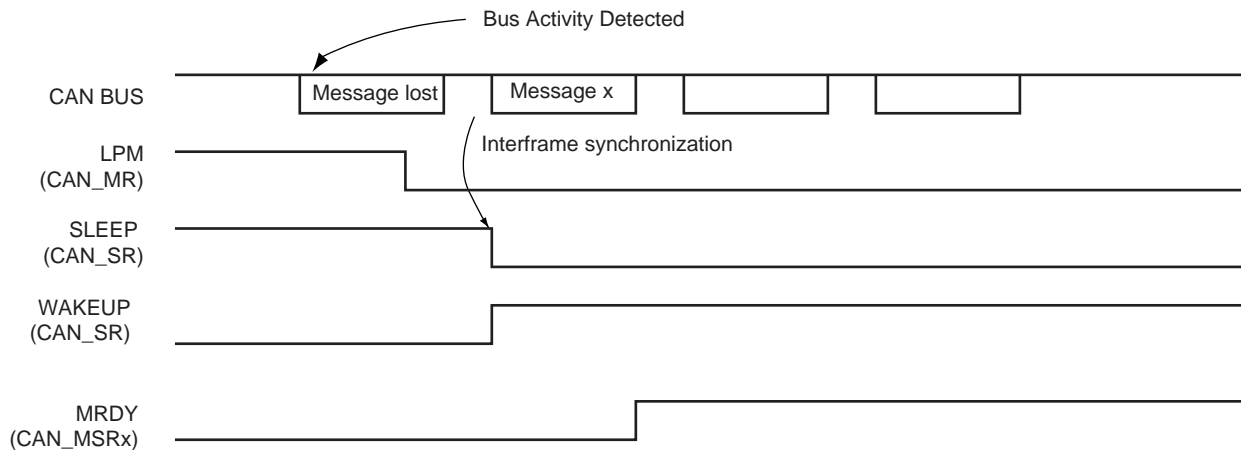 Bus Activity Detected
CAN BUS
Message lost
Message x
Interframe synchronization
LPM
(CAN_MR)
SLEEP
(CAN_SR)
WAKEUP
(CAN_SR)
MRDY
(CAN_MSRx)